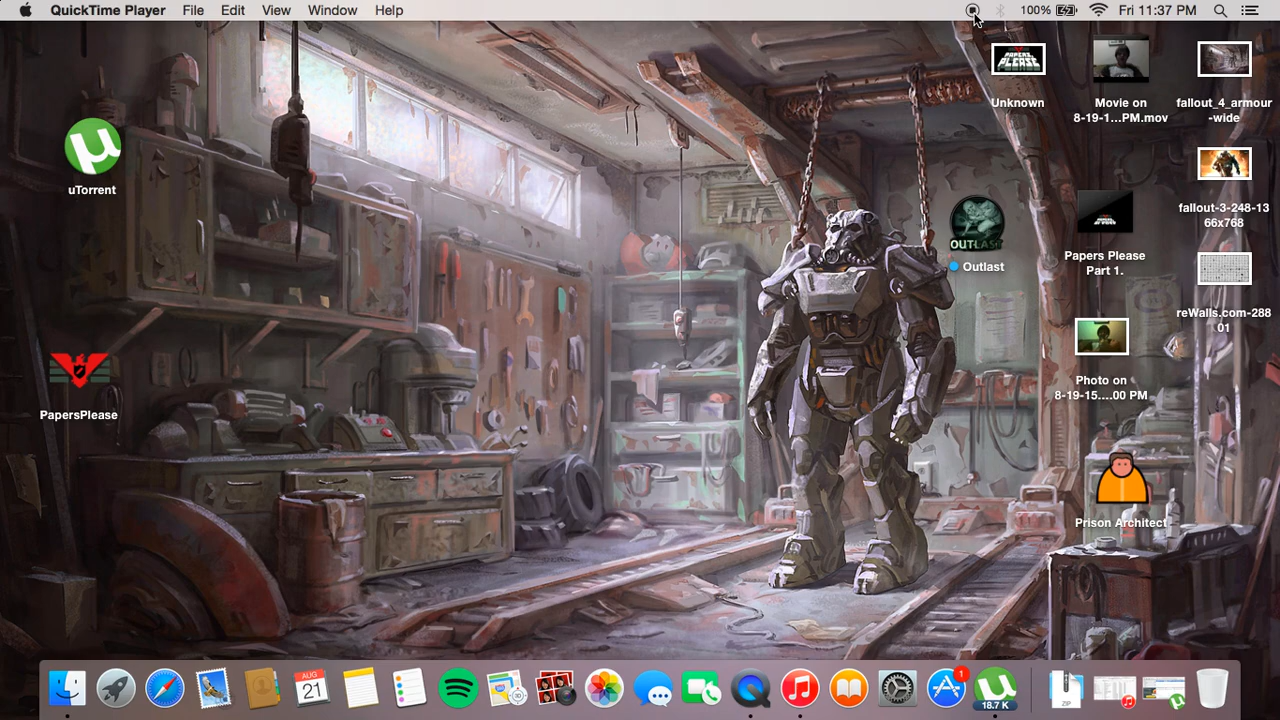 QuickTime Player File Edit View Window Help 100% Fri 11:37 PM
Unknown
Movie on
8-19-1...PM.mov
fallout_4_armour
-wide
uTorrent
fallout-3-248-13
66x768
OUTLAST
Outlast
Papers Please
Part 1.
reWalls.com-288
01
PapersPlease
Photo on
8-19-15....00 PM
Prison Architect
AUG
21
1
18.7 K
ZIP